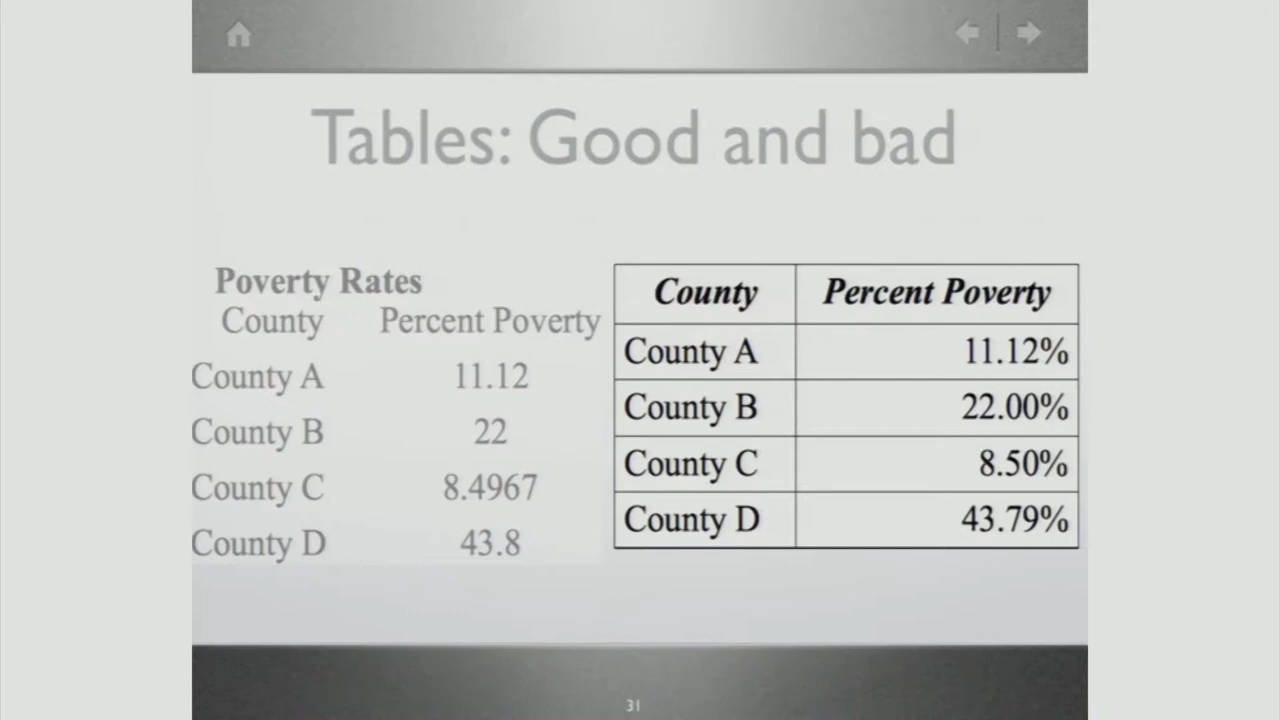 Tables: Good and bad
Poverty Rates
County Percent Poverty
County A 11.12
County B 22
County C 8.4967
County D 43.8
County Percent Poverty
County A 11.12%
County B 22.00%
County C 8.50%
County D 43.79%
31